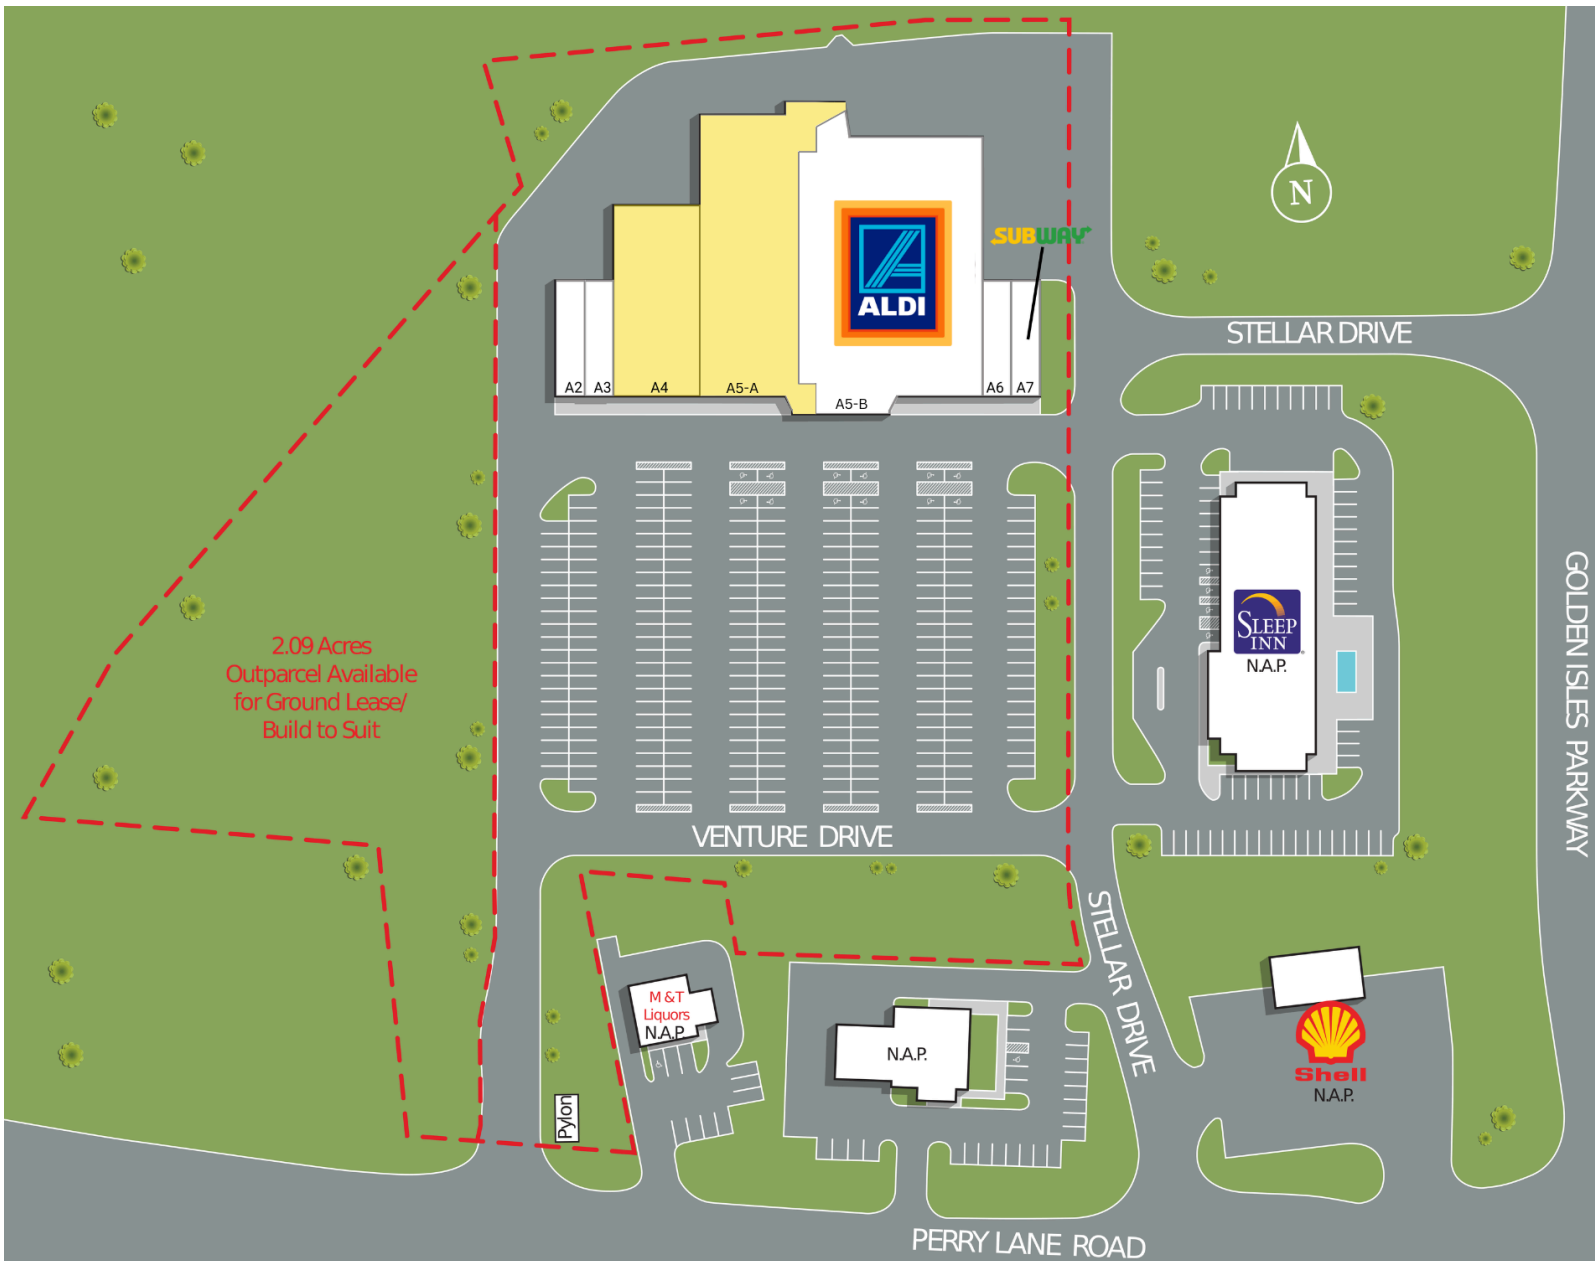 N
SUBWAY
ALDI
STELLAR DRIVE
A2
A3
A4
A5-A
A5-B
A6
A7
GOLDEN ISLES PARKWAY
SLEEP
INN
N.A.P.
2.09 Acres
Outparcel Available
for Ground Lease/
Build to Suit
VENTURE DRIVE
STELLAR DRIVE
M & T
Liquors
N.A.P.
N.A.P.
Shell
N.A.P.
Pylon
PERRY LANE ROAD